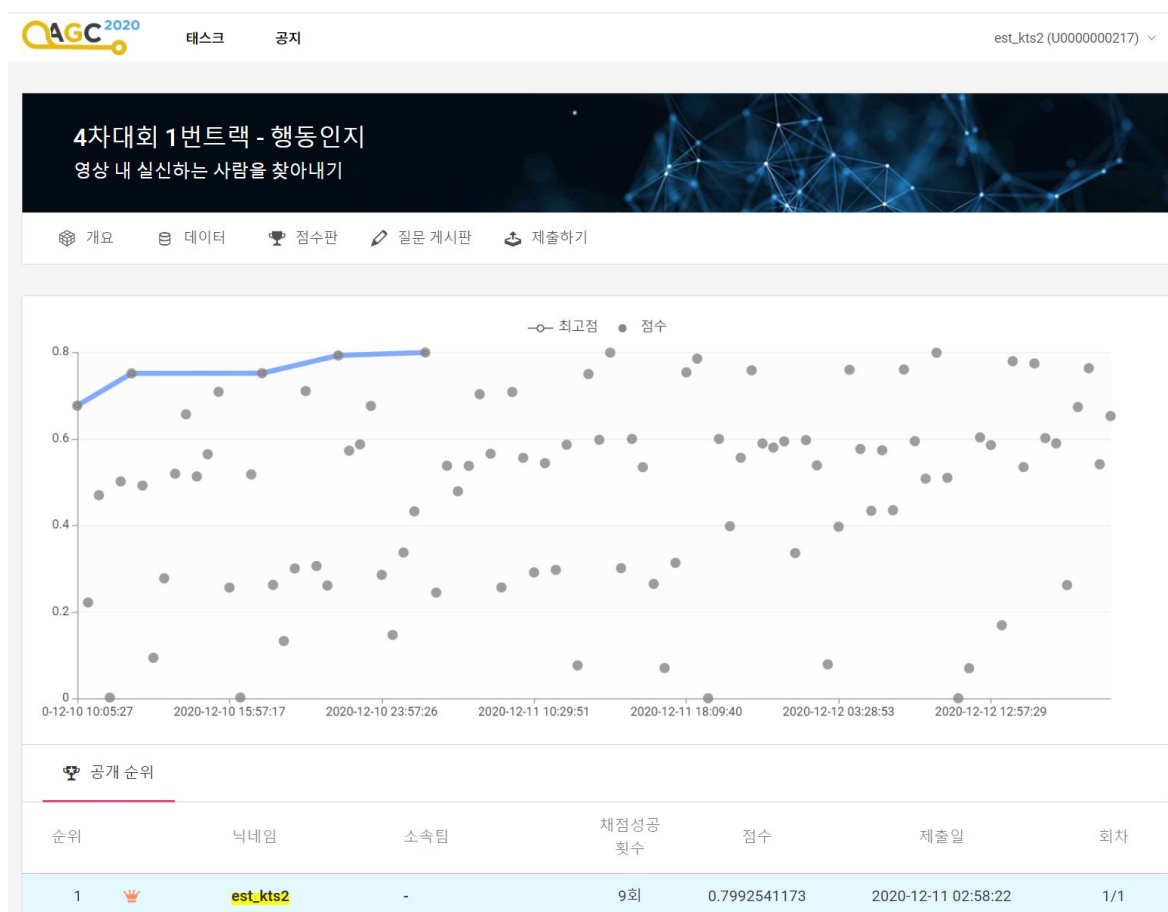 AGC 2020
태스크 공지 est_kts2 (U0000000217)
4차대회 1번트랙 - 행동인지
영상 내 실신하는 사람을 찾아내기
개요 데이터 점수판 질문 게시판 제출하기
최고점 점수
0.8
0.6
0.4
0.2
0
0-12-10 10:05:27 2020-12-10 15:57:17 2020-12-10 23:57:26 2020-12-11 10:29:51 2020-12-11 18:09:40 2020-12-12 03:28:53 2020-12-12 12:57:29
공개 순위
순위 닉네임 소속팀 채점성공 횟수 점수 제출일 회차
1 est_kts2 - 9회 0.7992541173 2020-12-11 02:58:22 1/1